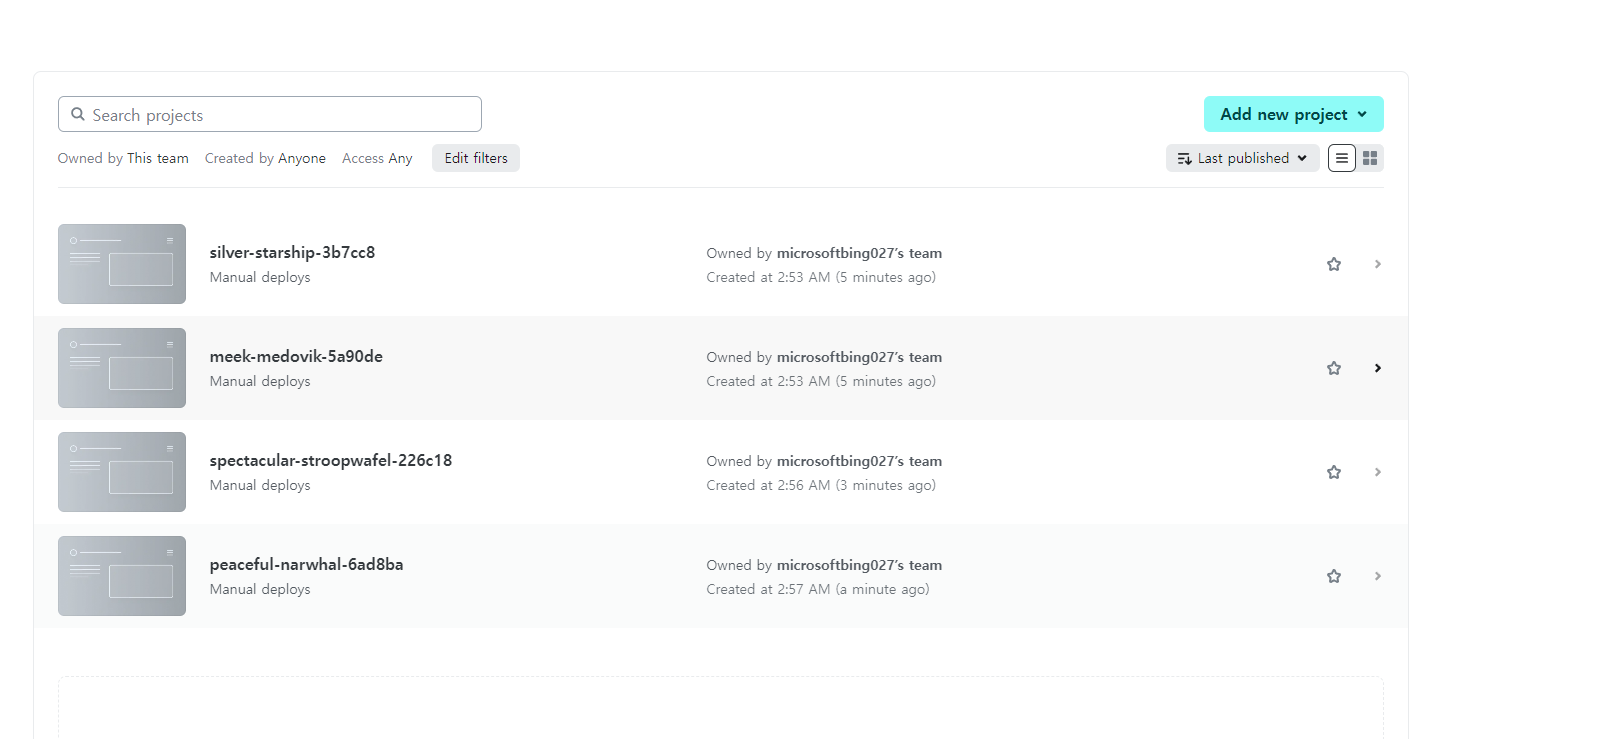 Search projects
Add new project
Owned by This team Created by Anyone Access Any Edit filters
Last published
silver-starship-3b7cc8
Manual deploys
Owned by microsoftbing027's team
Created at 2:53 AM (5 minutes ago)
meek-medovik-5a90de
Manual deploys
Owned by microsoftbing027's team
Created at 2:53 AM (5 minutes ago)
spectacular-stroopwafel-226c18
Manual deploys
Owned by microsoftbing027's team
Created at 2:56 AM (3 minutes ago)
peaceful-narwhal-6ad8ba
Manual deploys
Owned by microsoftbing027's team
Created at 2:57 AM (a minute ago)